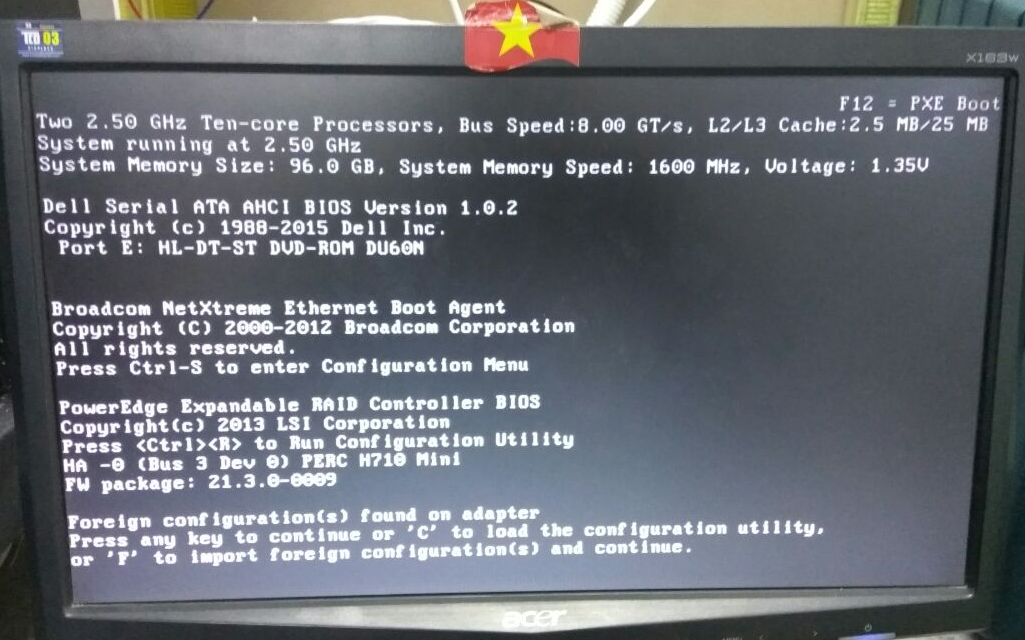 TCO 03
DISPLAYS
X163w
F12 = PXE Boot
Two 2.50 GHz Ten-core Processors, Bus Speed:8.00 GT/s, L2/L3 Cache:2.5 MB/25 MB
System running at 2.50 GHz
System Memory Size: 96.0 GB, System Memory Speed: 1600 MHz, Voltage: 1.35V
Dell Serial ATA AHCI BIOS Version 1.0.2
Copyright (c) 1988-2015 Dell Inc.
Port E: HL-DT-ST DVD-ROM DU60N
Broadcom NetXtreme Ethernet Boot Agent
Copyright (C) 2000-2012 Broadcom Corporation
All rights reserved.
Press Ctrl-S to enter Configuration Menu
PowerEdge Expandable RAID Controller BIOS
Copyright(c) 2013 LSI Corporation
Press <Ctrl><R> to Run Configuration Utility
HA -0 (Bus 3 Dev 0) PERC H710 Mini
FW package: 21.3.0-0009
Foreign configuration(s) found on adapter
Press any key to continue or 'C' to load the configuration utility,
or 'F' to import foreign configuration(s) and continue.
acer